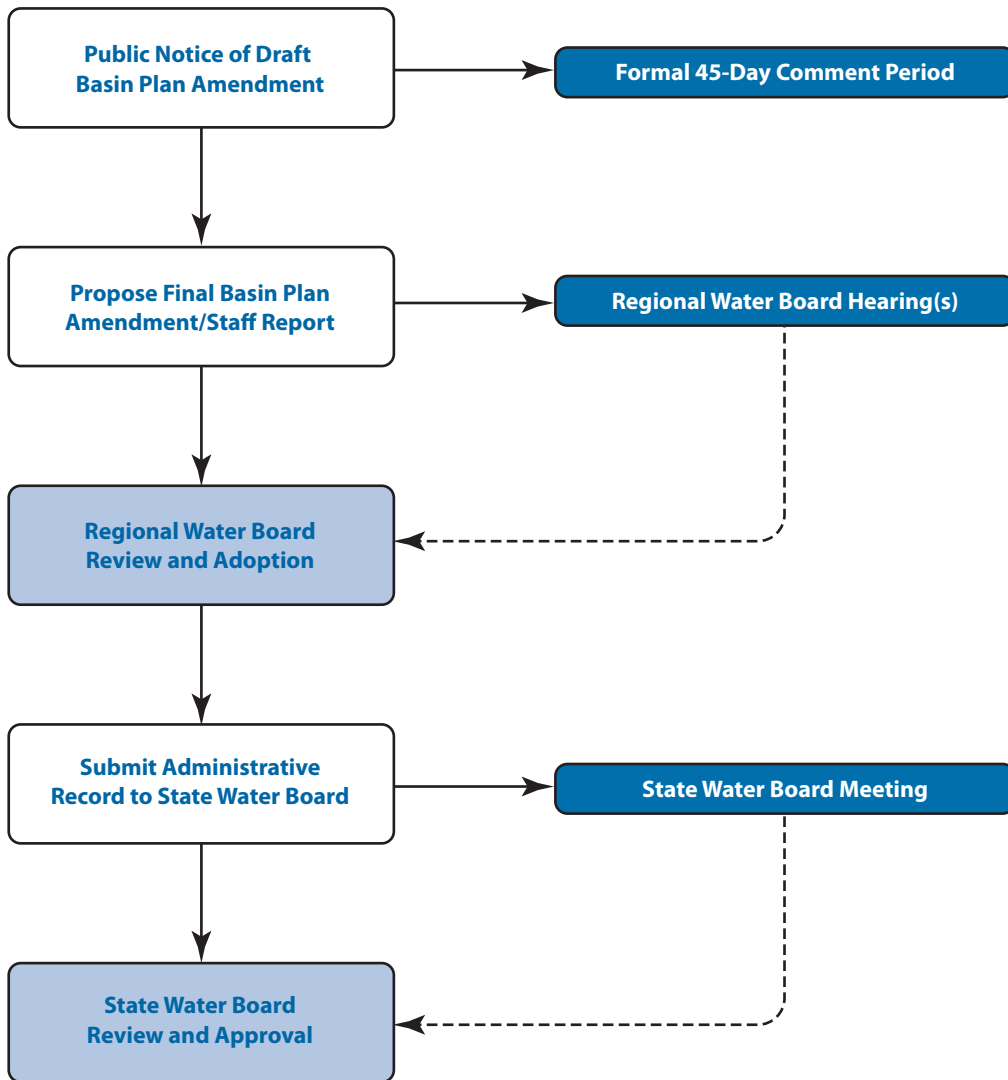 Public Notice of Draft
Basin Plan Amendment
Formal 45-Day Comment Period
Propose Final Basin Plan
Amendment/Staff Report
Regional Water Board Hearing(s)
Regional Water Board
Review and Adoption
Submit Administrative
Record to State Water Board
State Water Board Meeting
State Water Board
Review and Approval